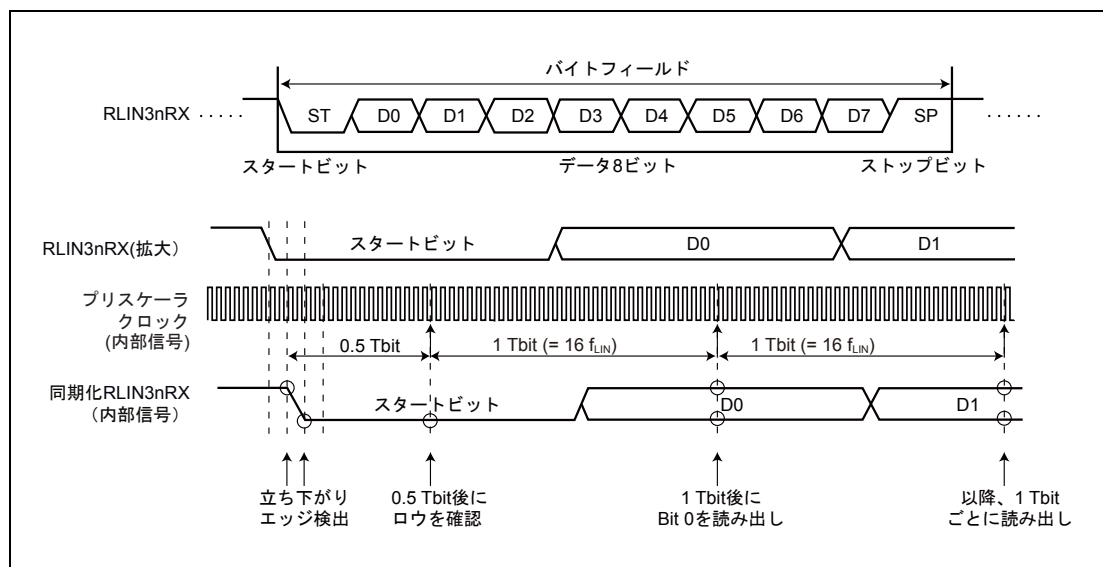 バイトフィールド
RLIN3nRX
ST D0 D1 D2 D3 D4 D5 D6 D7 SP
スタートビット データ8ビット ストップビット
RLIN3nRX(拡大)
スタートビット D0 D1
プリスケーラ
クロック
(内部信号)
0.5 Tbit 1 Tbit (= 16 fLIN) 1 Tbit (= 16 fLIN)
同期化RLIN3nRX
(内部信号)
スタートビット D0 D1
立ち下がり
エッジ検出
0.5 Tbit後に
ロウを確認
1 Tbit後に
Bit 0を読み出し
以降、1 Tbit
ごとに読み出し